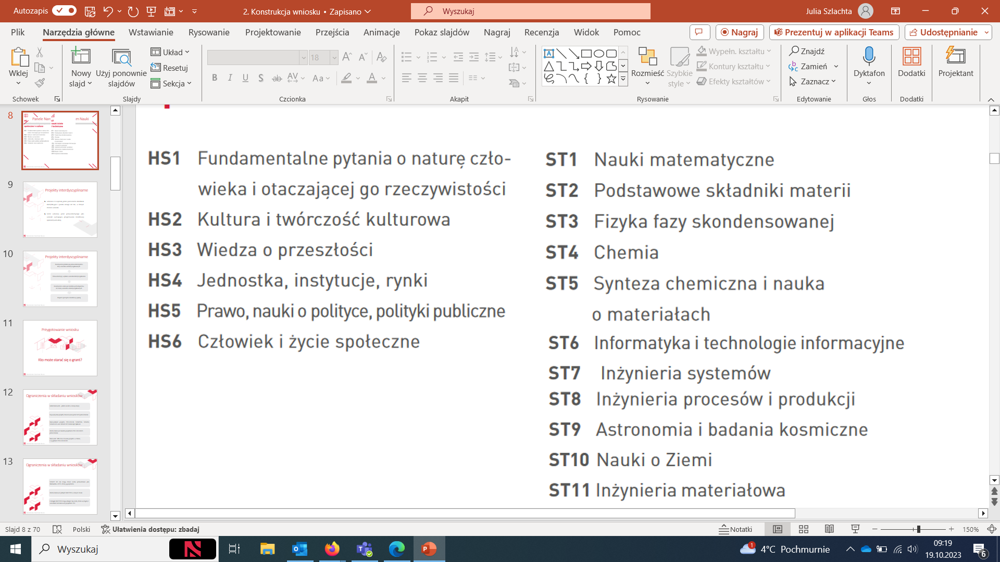 Autozapis
2. Konstrukcja wniosku • Zapisano
Wyszukaj
Julia Szlachta
Plik
Narzędzia główne
Wstawianie
Rysowanie
Projektowanie
Przejścia
Animacje
Pokaz slajdów
Nagraj
Recenzja
Widok
Pomoc
Nagraj
Prezentuj w aplikacji Teams
Udostępnianie
Wklej
Nowy slajd
Użyj ponownie slajdów
Układ
Resetuj
Sekcja
18
Rozmieść
Szybkie style
Wypełn. kształtu
Kontury kształtu
Efekty kształtów
Znajdź
Zamień
Zaznacz
Dyktafon
Dodatki
Projektant
Schowek
Slajdy
Czcionka
Akapit
Rysowanie
Edytowanie
Głos
Dodatki
8
9
Projekty interdyscyplinarne
10
Projekty interdyscyplinarne
11
Przygotowanie wniosku
Kto może starać się o grant?
12
Ograniczenia w składaniu wniosków
13
Ograniczenia w składaniu wniosków
HS1 Fundamentalne pytania o naturę czło-
wieka i otaczającej go rzeczywistości
HS2 Kultura i twórczość kulturowa
HS3 Wiedza o przeszłości
HS4 Jednostka, instytucje, rynki
HS5 Prawo, nauki o polityce, polityki publiczne
HS6 Człowiek i życie społeczne
ST1 Nauki matematyczne
ST2 Podstawowe składniki materii
ST3 Fizyka fazy skondensowanej
ST4 Chemia
ST5 Synteza chemiczna i nauka
o materiałach
ST6 Informatyka i technologie informacyjne
ST7 Inżynieria systemów
ST8 Inżynieria procesów i produkcji
ST9 Astronomia i badania kosmiczne
ST10 Nauki o Ziemi
ST11 Inżynieria materiałowa
Slajd 8 z 70
Polski
Ułatwienia dostępu: zbadaj
Notatki
150%
Wyszukaj
1
4°C Pochmurnie
09:19
19.10.2023
6